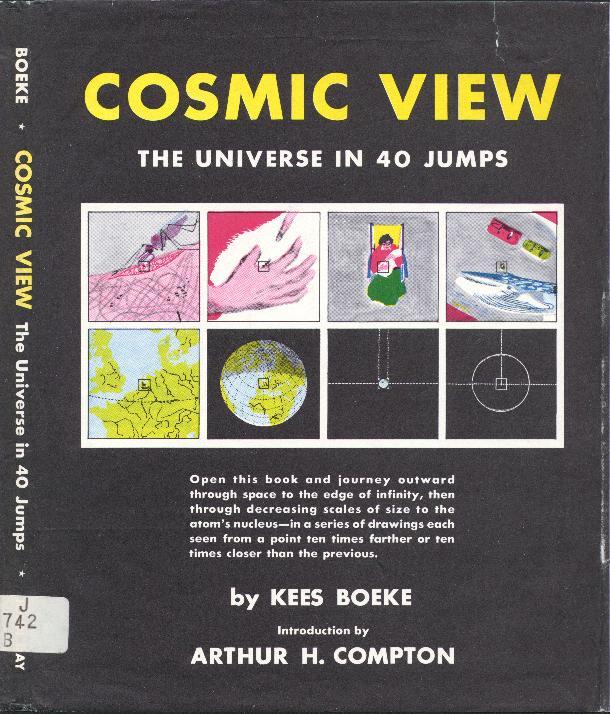 BOEKE * COSMIC VIEW The Universe in 40 Jumps * AY
J
742
B
COSMIC VIEW
THE UNIVERSE IN 40 JUMPS
Open this book and journey outward
through space to the edge of infinity, then
through decreasing scales of size to the
atom's nucleus—in a series of drawings each
seen from a point ten times farther or ten
times closer than the previous.
by KEES BOEKE
Introduction by
ARTHUR H. COMPTON